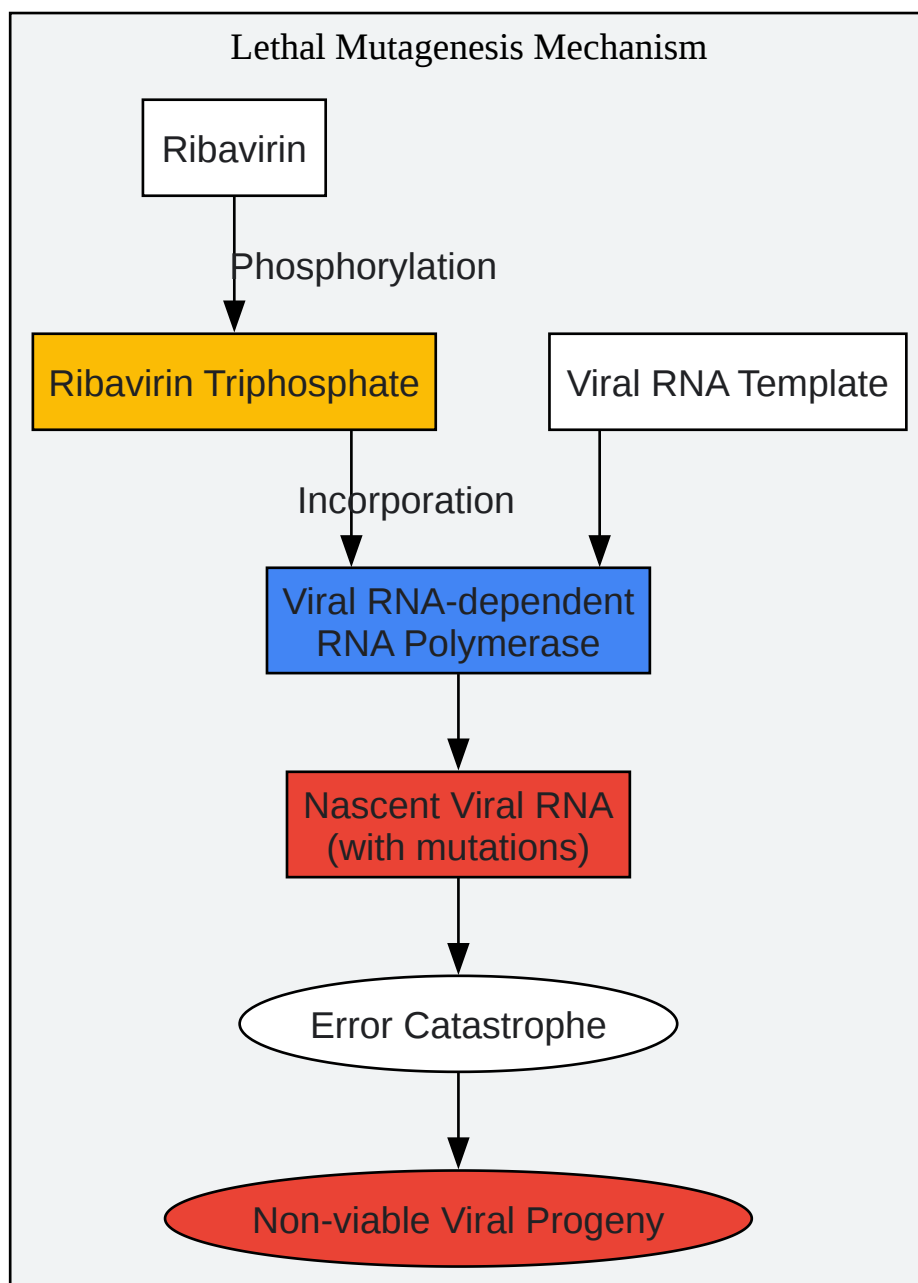 Lethal Mutagenesis Mechanism
Ribavirin
Phosphorylation
Ribavirin Triphosphate
Viral RNA Template
Incorporation
Viral RNA-dependent
RNA Polymerase
Nascent Viral RNA
(with mutations)
Error Catastrophe
Non-viable Viral Progeny